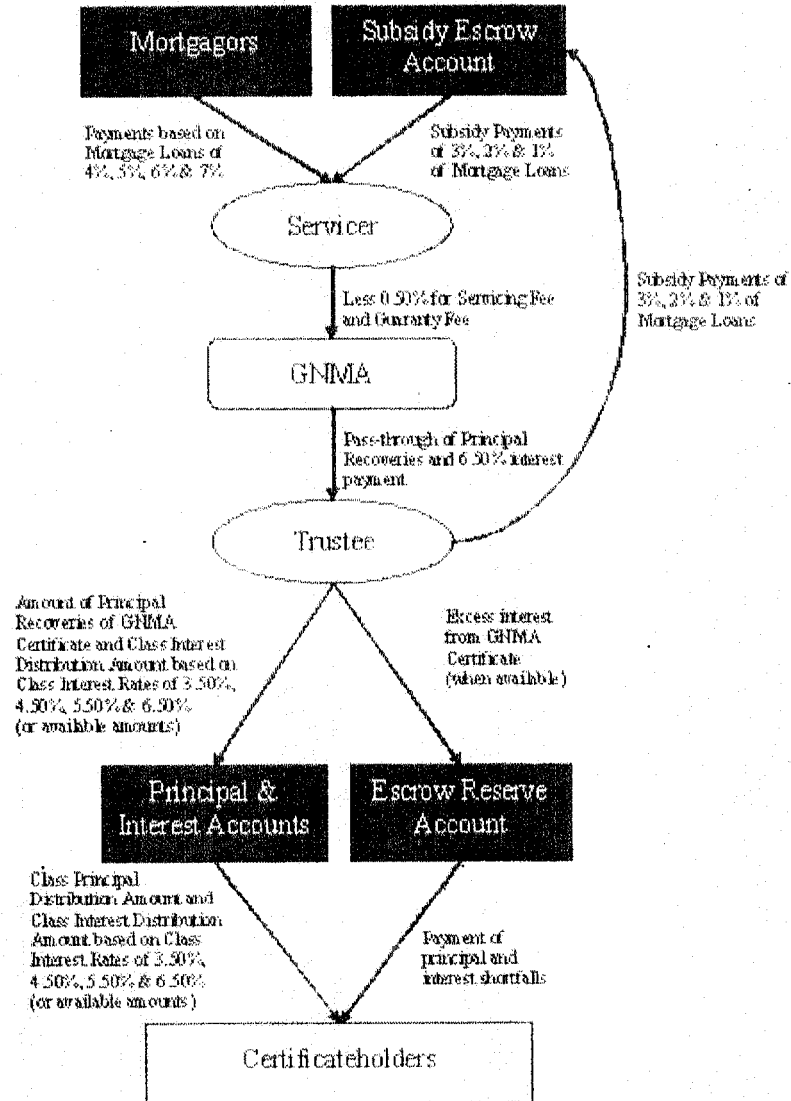 Mortgagors
Subsidy Escrow
Account
Payments based on
Mortgage Loans of
4%, 5%, 6% & 7%
Subsidy Payments
of 3%, 2% & 1%
of Mortgage Loans
Servicer
Less 0.50% for Servicing Fee
and Guaranty Fee
Subsidy Payments of
3%, 2% & 1% of
Mortgage Loans
GNMA
Pass-through of Principal
Recoveries and 6.50% interest
payment
Trustee
Amount of Principal
Recoveries of GNMA
Certificate and Class Interest
Distribution Amount based on
Class Interest Rates of 3.50%,
4.50%, 5.50% & 6.50%
(or available amounts)
Excess interest
from GNMA
Certificate
(when available)
Principal &
Interest Accounts
Escrow Reserve
Account
Class Principal
Distribution Amount and
Class Interest Distribution
Amount based on Class
Interest Rates of 3.50%,
4.50%, 5.50% & 6.50%
(or available amounts)
Payment of
principal and
interest shortfalls
Certificateholders